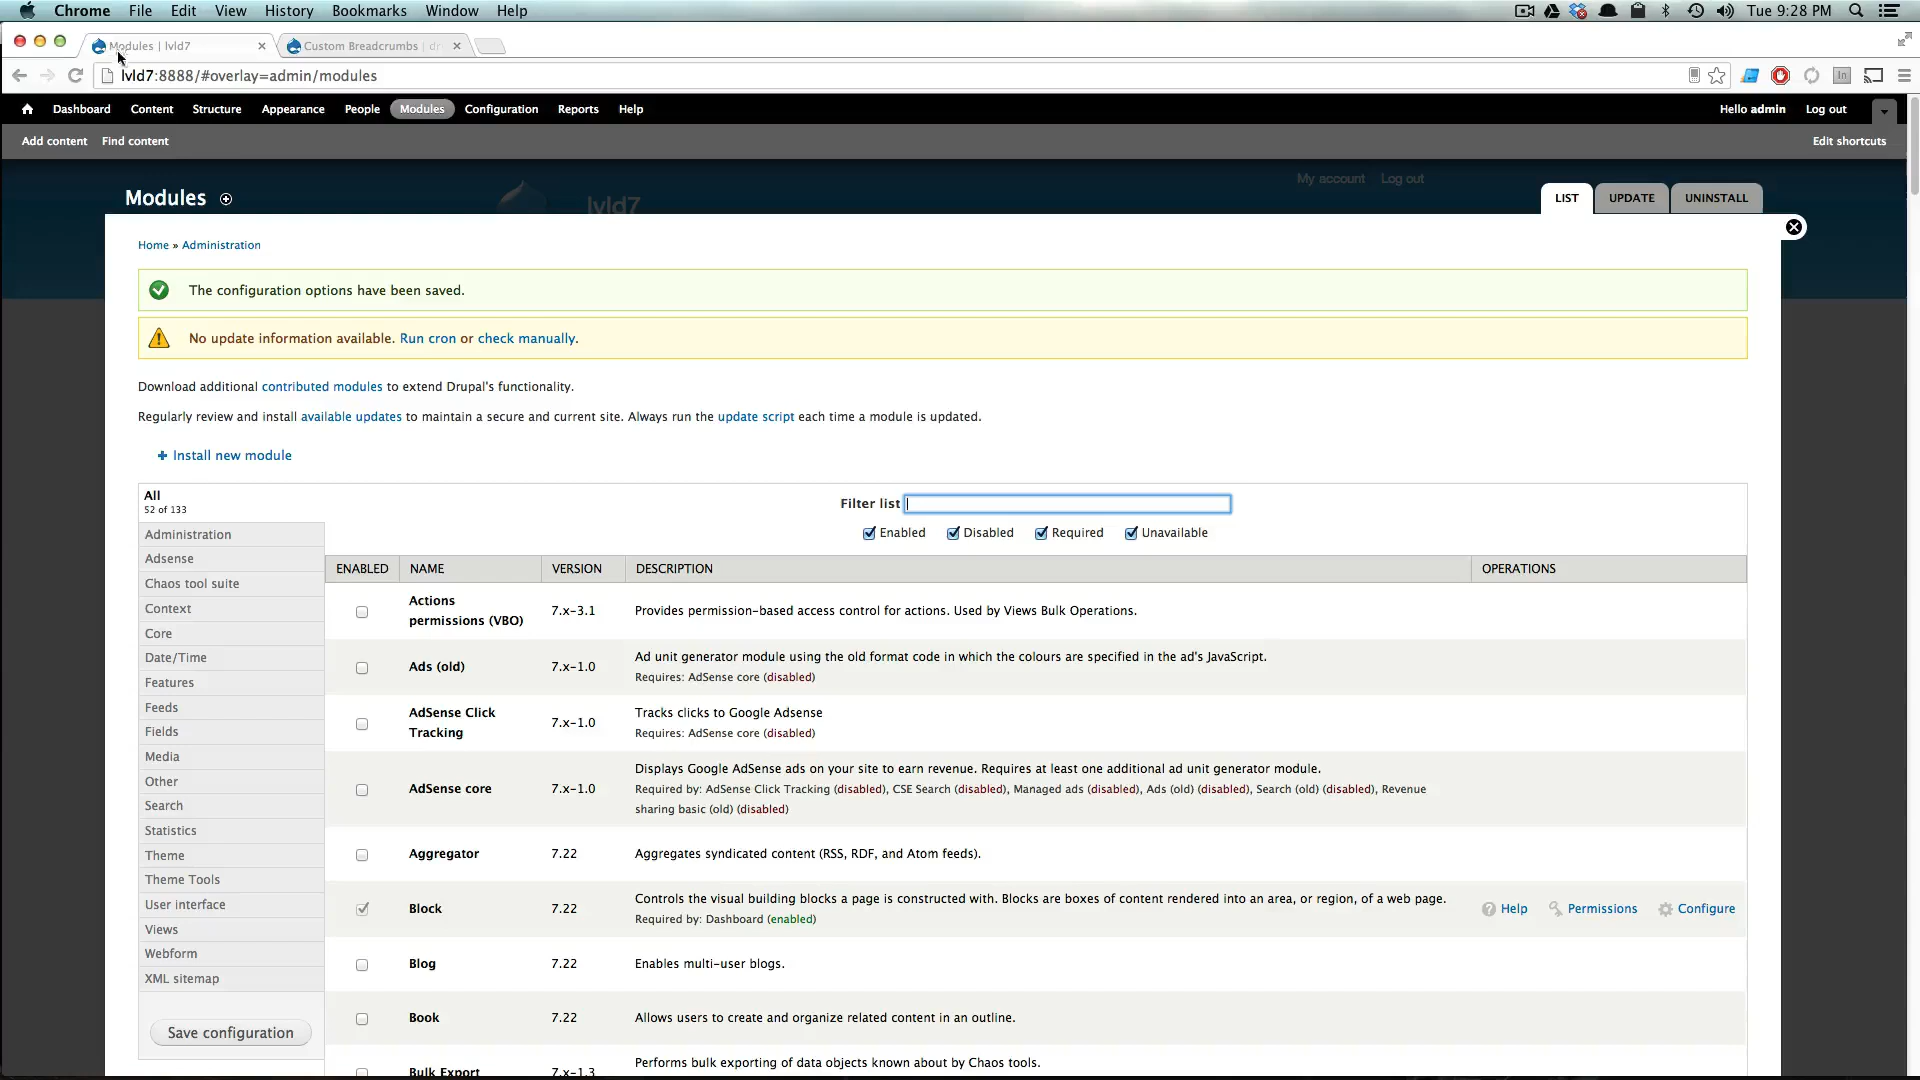 Chrome File Edit View History Bookmarks Window Help Tue 9:28 PM
Modules | lvld7 Custom Breadcrumbs | dr
lvld7:8888/#overlay=admin/modules In
Dashboard Content Structure Appearance People Modules Configuration Reports Help Hello admin Log out
Add content Find content Edit shortcuts
My account Log out
Modules lvld7 LIST UPDATE UNINSTALL
Home » Administration
The configuration options have been saved.
No update information available. Run cron or check manually.
Download additional contributed modules to extend Drupal's functionality.
Regularly review and install available updates to maintain a secure and current site. Always run the update script each time a module is updated.
+ Install new module
All
52 of 133
Filter list
Enabled Disabled Required Unavailable
Administration
Adsense
Chaos tool suite
Context
Core
Date/Time
Features
Feeds
Fields
Media
Other
Search
Statistics
Theme
Theme Tools
User interface
Views
Webform
XML sitemap
Save configuration
ENABLED NAME VERSION DESCRIPTION OPERATIONS
Actions permissions (VBO) 7.x-3.1 Provides permission-based access control for actions. Used by Views Bulk Operations.
Ads (old) 7.x-1.0 Ad unit generator module using the old format code in which the colours are specified in the ad's JavaScript.
Requires: AdSense core (disabled)
AdSense Click Tracking 7.x-1.0 Tracks clicks to Google Adsense
Requires: AdSense core (disabled)
AdSense core 7.x-1.0 Displays Google AdSense ads on your site to earn revenue. Requires at least one additional ad unit generator module.
Required by: AdSense Click Tracking (disabled), CSE Search (disabled), Managed ads (disabled), Ads (old) (disabled), Search (old) (disabled), Revenue
sharing basic (old) (disabled)
Aggregator 7.22 Aggregates syndicated content (RSS, RDF, and Atom feeds).
Block 7.22 Controls the visual building blocks a page is constructed with. Blocks are boxes of content rendered into an area, or region, of a web page.
Required by: Dashboard (enabled)
Help Permissions Configure
Blog 7.22 Enables multi-user blogs.
Book 7.22 Allows users to create and organize related content in an outline.
Bulk Export 7.x-1.3 Performs bulk exporting of data objects known about by Chaos tools.